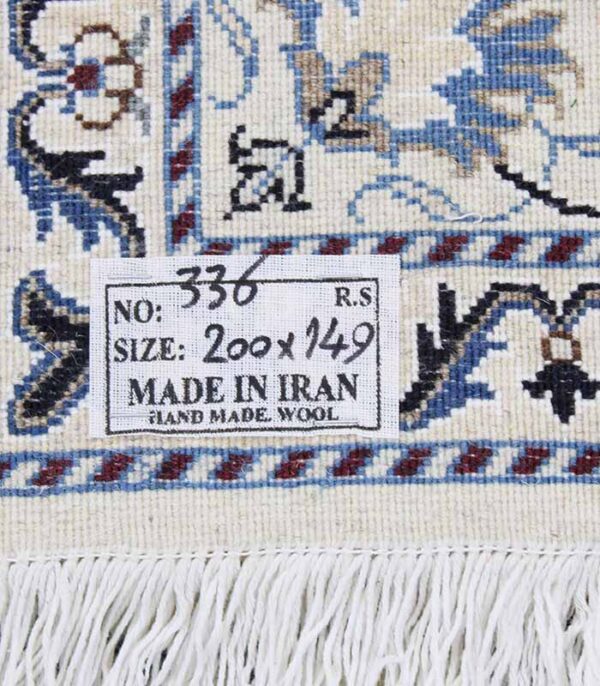 NO: 336 R.S
SIZE: 200x149
MADE IN IRAN
HAND MADE. WOOL